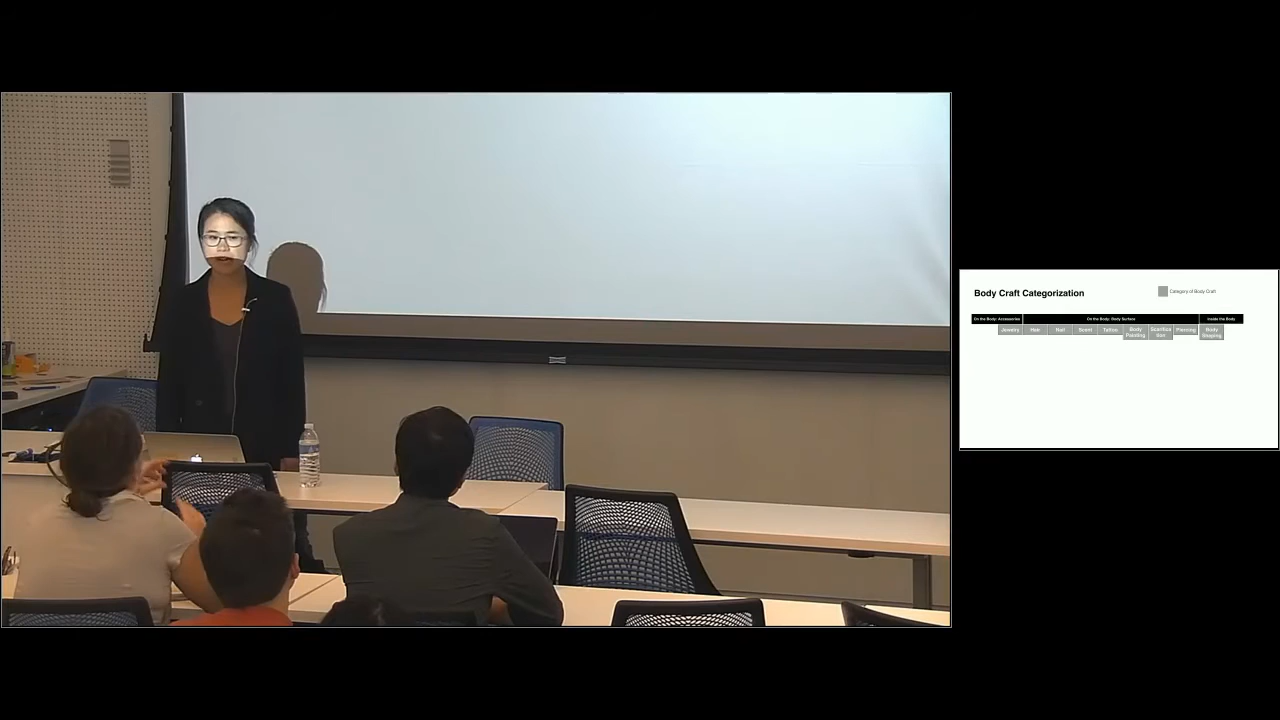 Body Craft Categorization
Category of Body Craft
On the Body: Accessories On the Body: Body Surface Inside the Body
Jewelry Hair Nail Scent Tattoo Body Painting Scarification Piercing Body Shaping